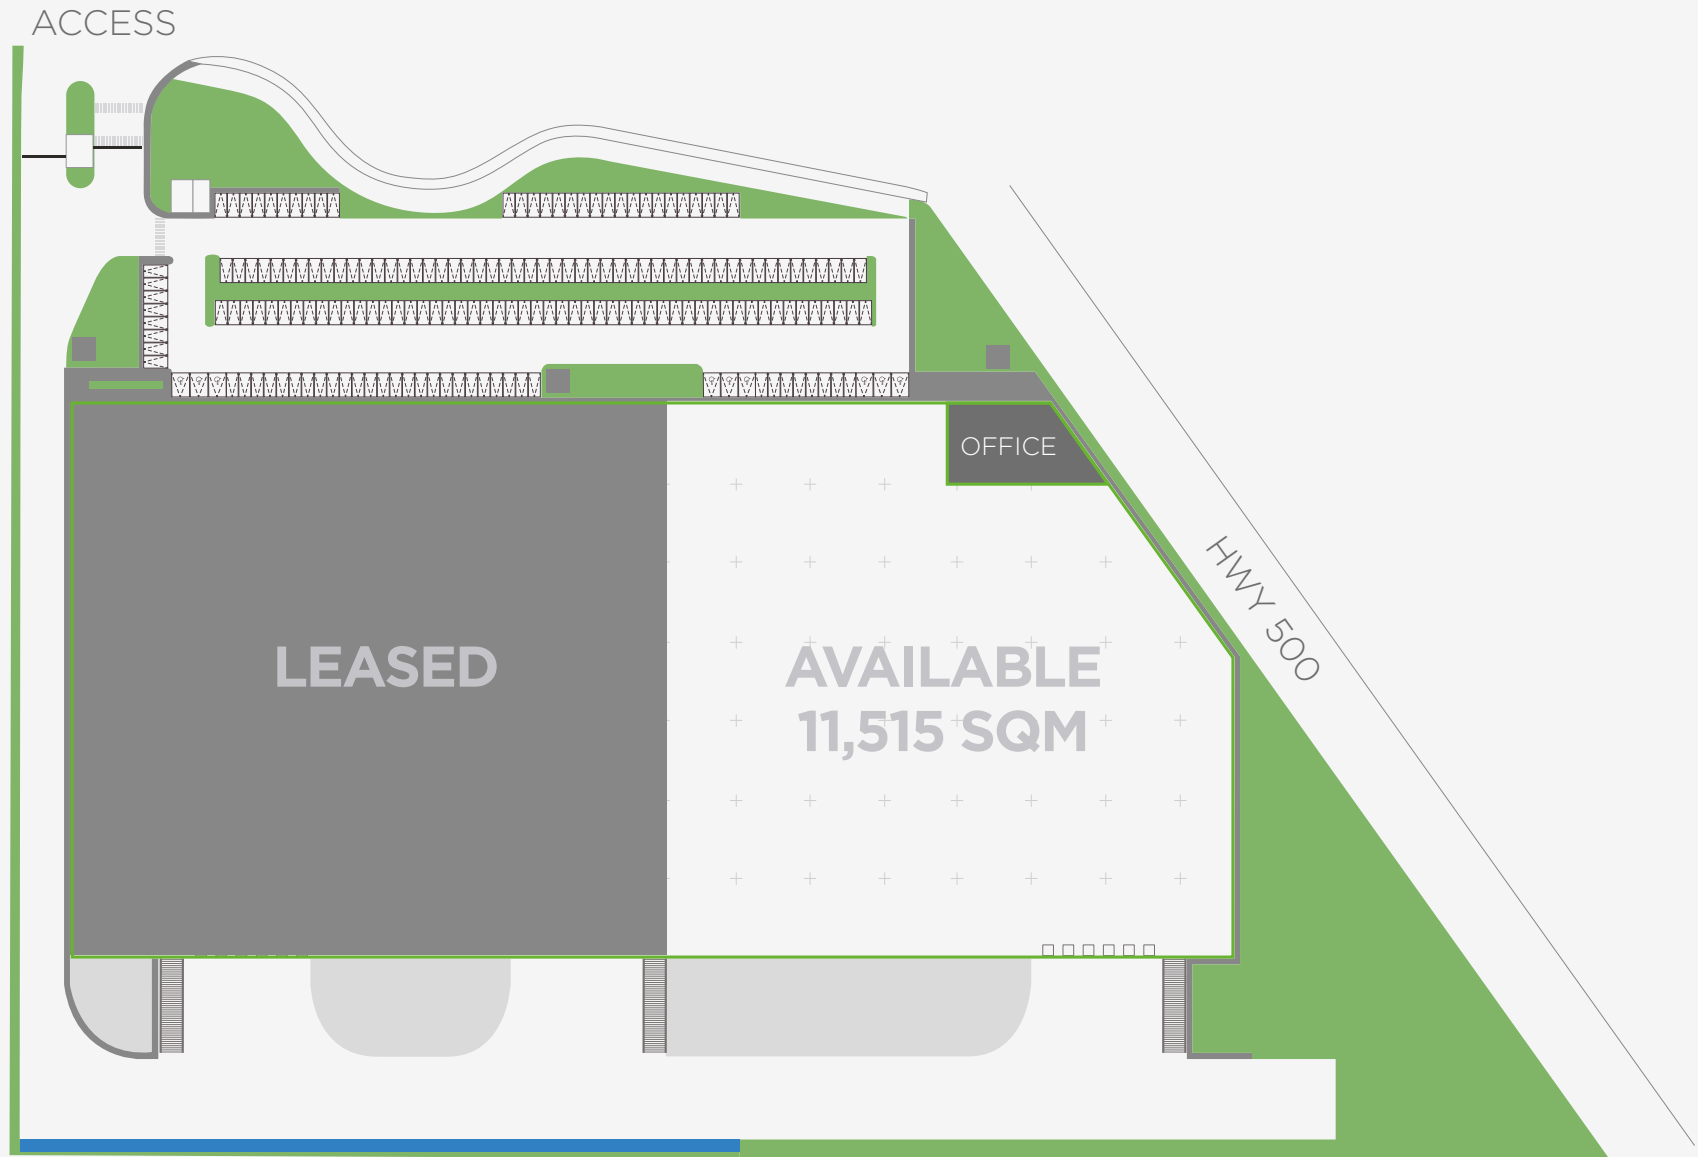 ACCESS
OFFICE
HWY 500
LEASED
AVAILABLE
11,515 SQM